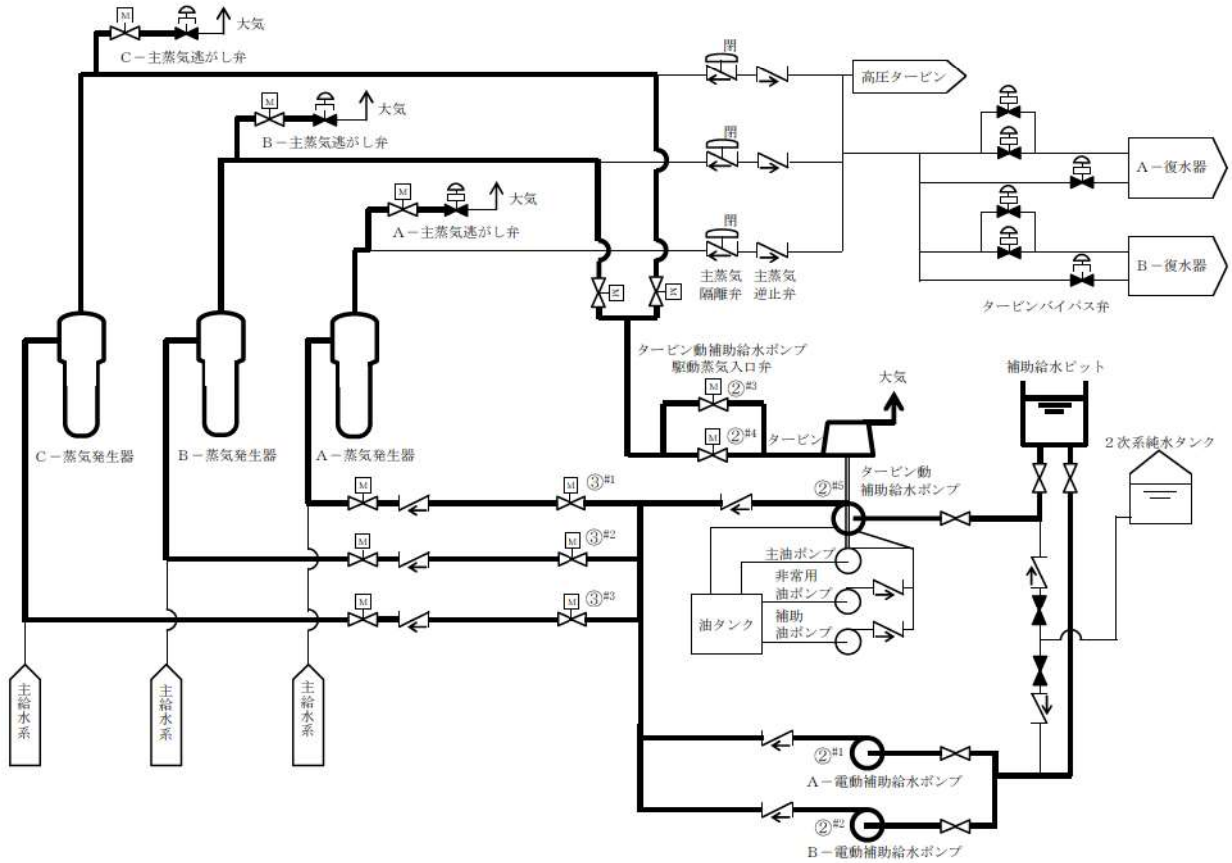 M
大気
C－主蒸気逃がし弁
M
大気
B－主蒸気逃がし弁
M
大気
A－主蒸気逃がし弁
閉
閉
閉
主蒸気
隔離弁
主蒸気
逆止弁
高圧タービン
A－復水器
B－復水器
タービンバイパス弁
M
M
タービン動補助給水ポンプ
駆動蒸気入口弁
M
②#3
M
②#4
タービン
大気
補助給水ピット
2次系純水タンク
C－蒸気発生器
B－蒸気発生器
A－蒸気発生器
タービン動
補助給水ポンプ
②#5
M
M
③#1
M
M
③#2
M
M
③#3
主油ポンプ
非常用
油ポンプ
補助
油ポンプ
油タンク
主給水系
主給水系
主給水系
②#1
A－電動補助給水ポンプ
②#2
B－電動補助給水ポンプ